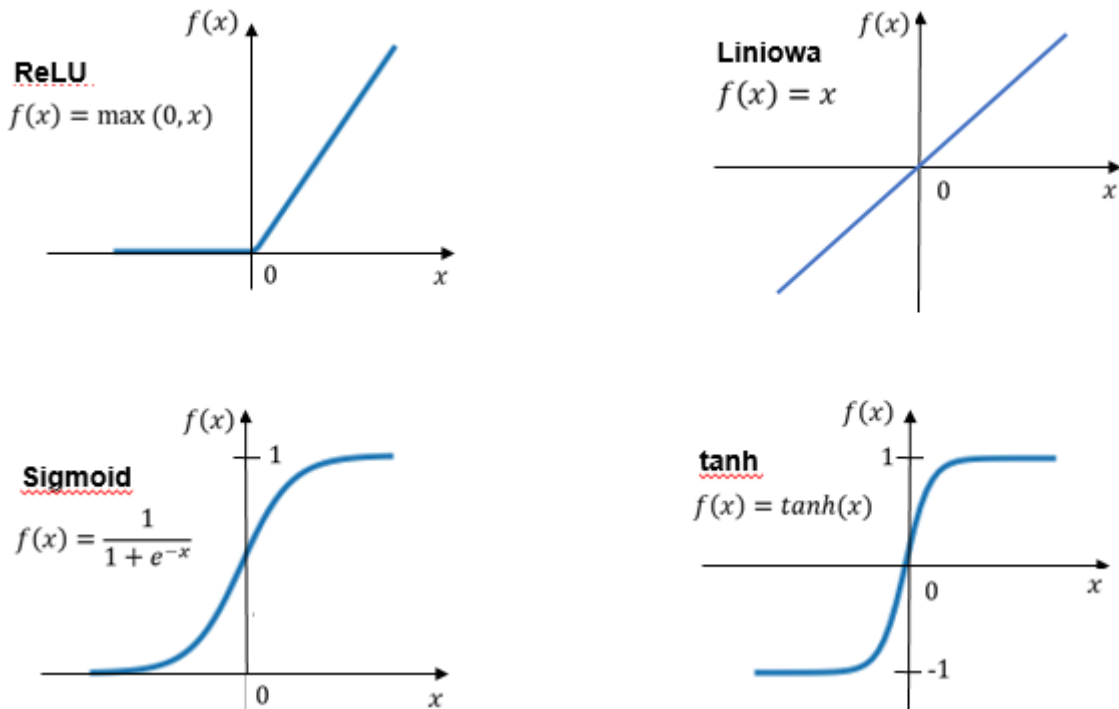 f(x)
ReLU
f(x) = max (0, x)
0
x
f(x)
Liniowa
f(x) = x
0
x
f(x)
1
Sigmoid
f(x) = 1 / (1 + e^{-x})
0
x
f(x)
1
tanh
f(x) = tanh(x)
0
x
-1